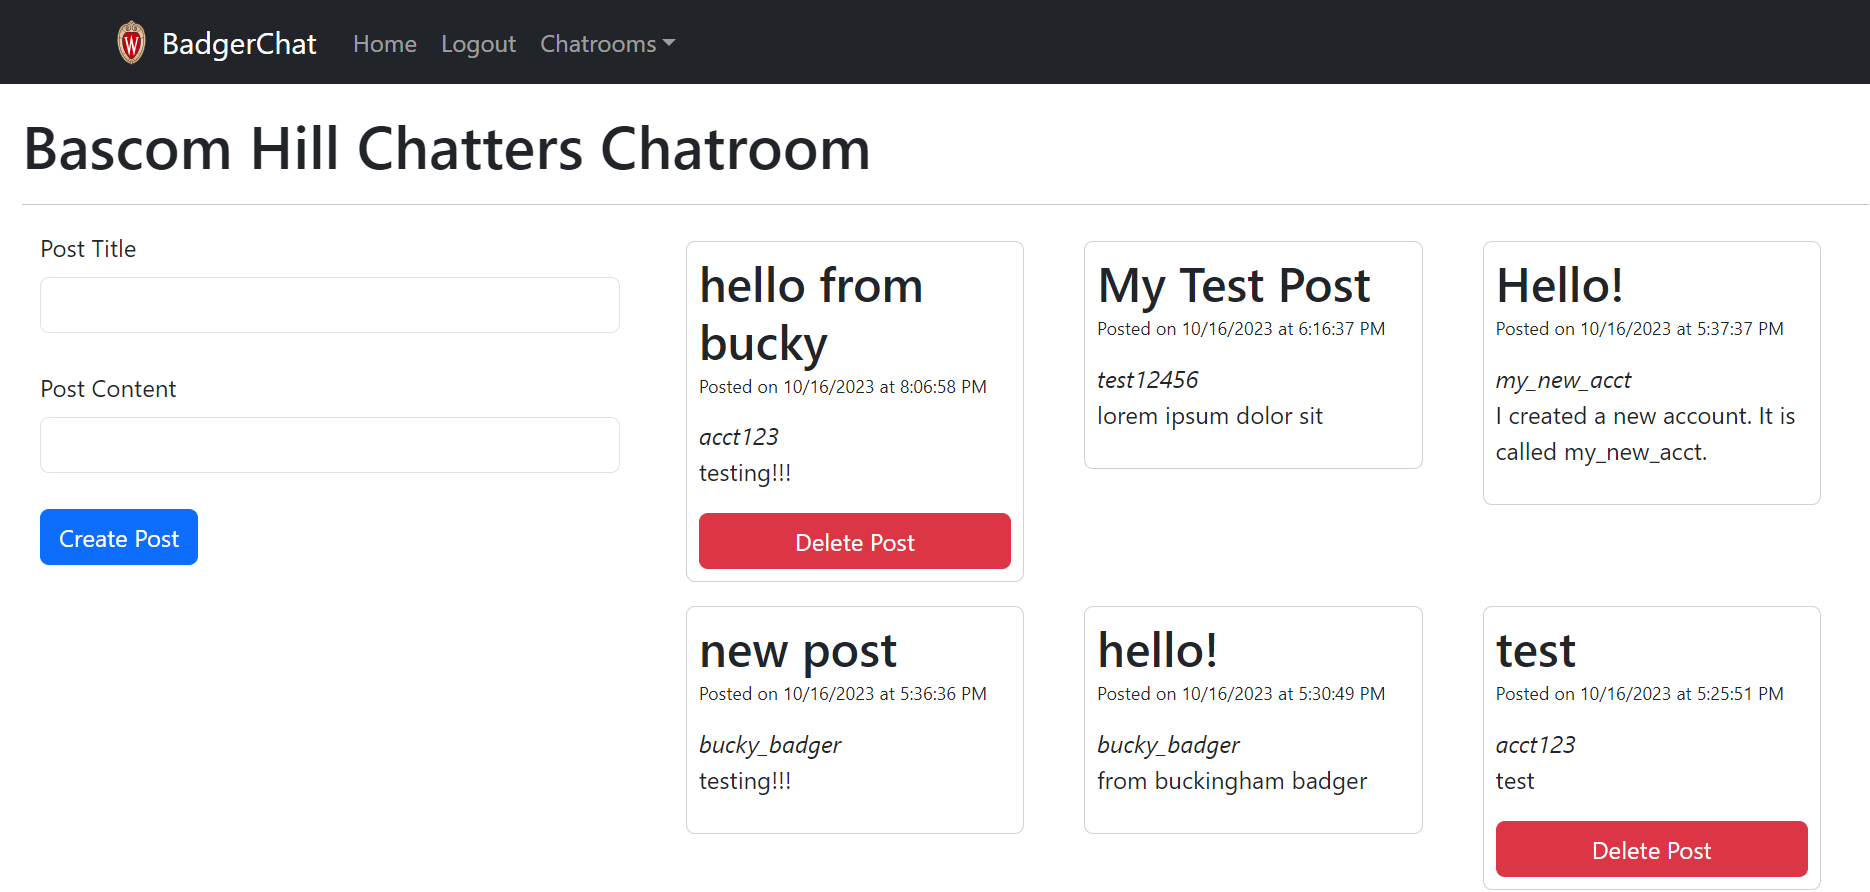 W
BadgerChat Home Logout Chatrooms
Bascom Hill Chatters Chatroom
Post Title
Post Content
Create Post
hello from
bucky
Posted on 10/16/2023 at 8:06:58 PM
acct123
testing!!!
Delete Post
My Test Post
Posted on 10/16/2023 at 6:16:37 PM
test12456
lorem ipsum dolor sit
Hello!
Posted on 10/16/2023 at 5:37:37 PM
my_new_acct
I created a new account. It is
called my_new_acct.
new post
Posted on 10/16/2023 at 5:36:36 PM
bucky_badger
testing!!!
hello!
Posted on 10/16/2023 at 5:30:49 PM
bucky_badger
from buckingham badger
test
Posted on 10/16/2023 at 5:25:51 PM
acct123
test
Delete Post